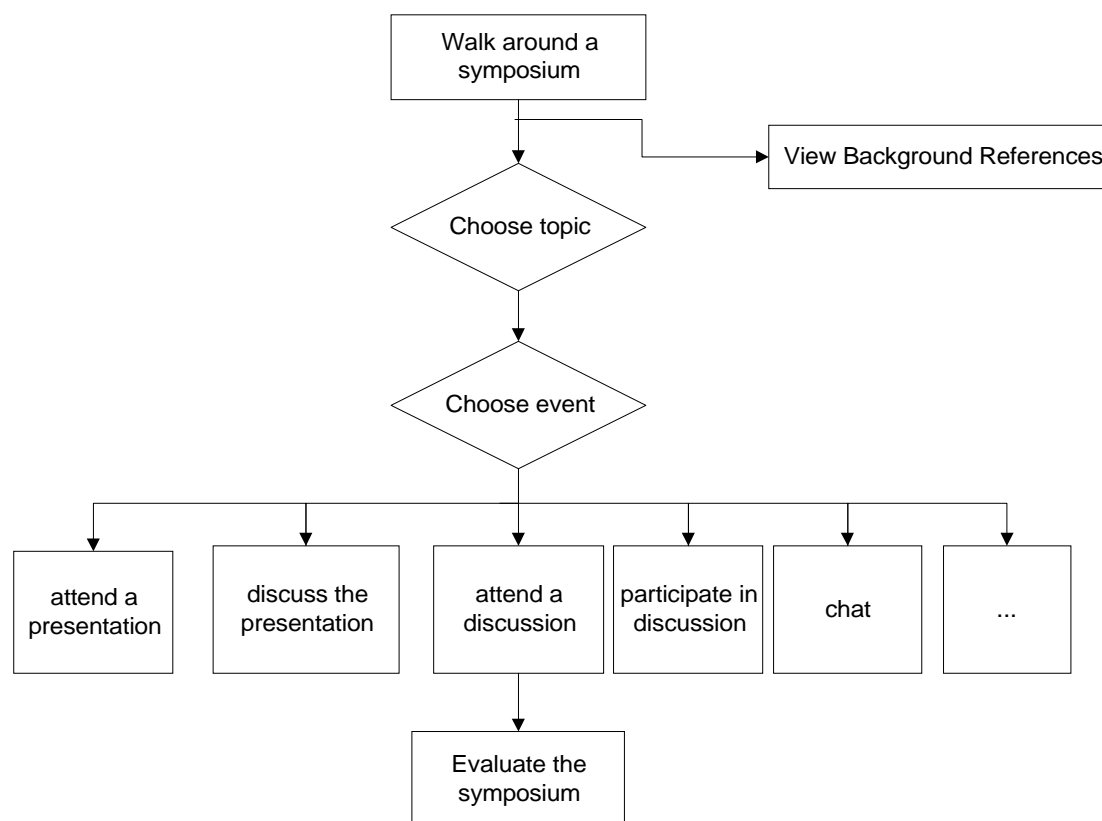 Walk around a
symposium
View Background References
Choose topic
Choose event
attend a
presentation
discuss the
presentation
attend a
discussion
participate in
discussion
chat
...
Evaluate the
symposium